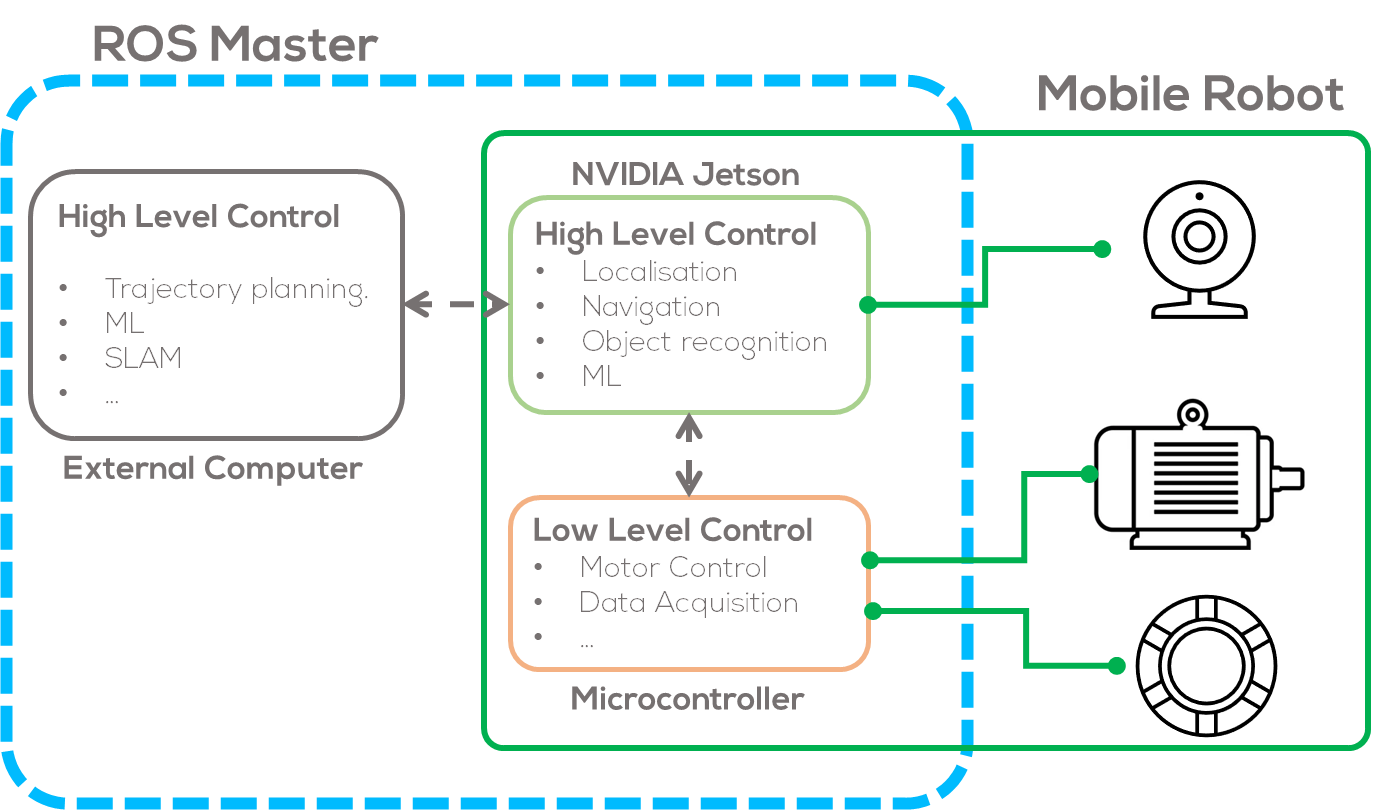 ROS Master
Mobile Robot
High Level Control
• Trajectory planning.
• ML
• SLAM
• ...
External Computer
NVIDIA Jetson
High Level Control
• Localisation
• Navigation
• Object recognition
• ML
Low Level Control
• Motor Control
• Data Acquisition
• ...
Microcontroller